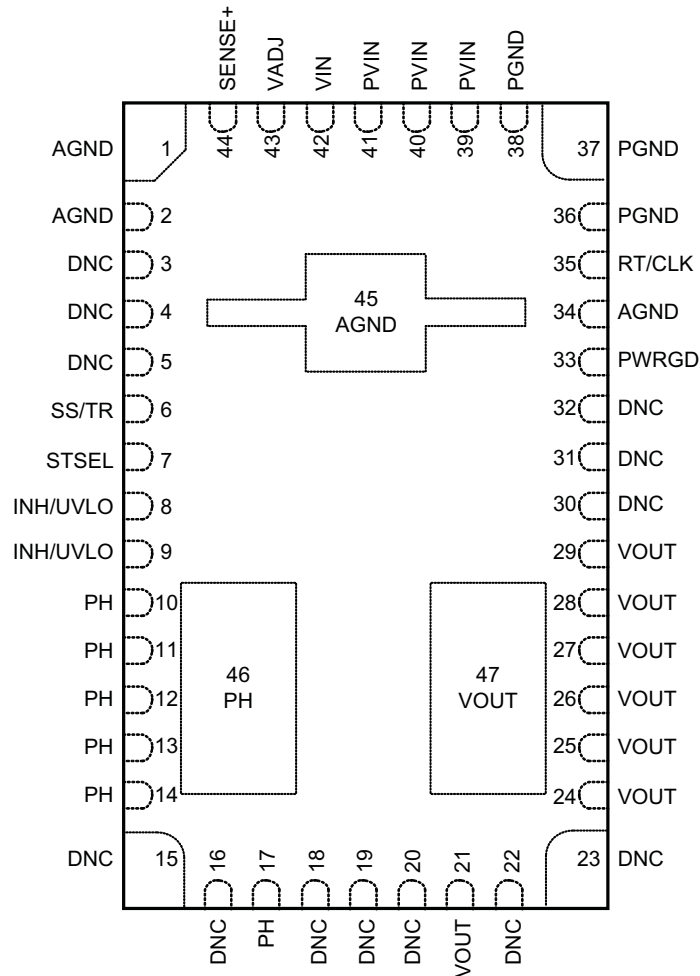 SENSE+
VADJ
VIN
PVIN
PVIN
PVIN
PGND
44
43
42
41
40
39
38
AGND 1
37 PGND
AGND 2
36 PGND
DNC 3
35 RT/CLK
DNC 4
34 AGND
45
AGND
DNC 5
33 PWRGD
SS/TR 6
32 DNC
STSEL 7
31 DNC
INH/UVLO 8
30 DNC
INH/UVLO 9
29 VOUT
PH 10
28 VOUT
PH 11
27 VOUT
46
PH
47
VOUT
PH 12
26 VOUT
PH 13
25 VOUT
PH 14
24 VOUT
DNC 15
23 DNC
16
17
18
19
20
21
22
DNC
PH
DNC
DNC
DNC
VOUT
DNC